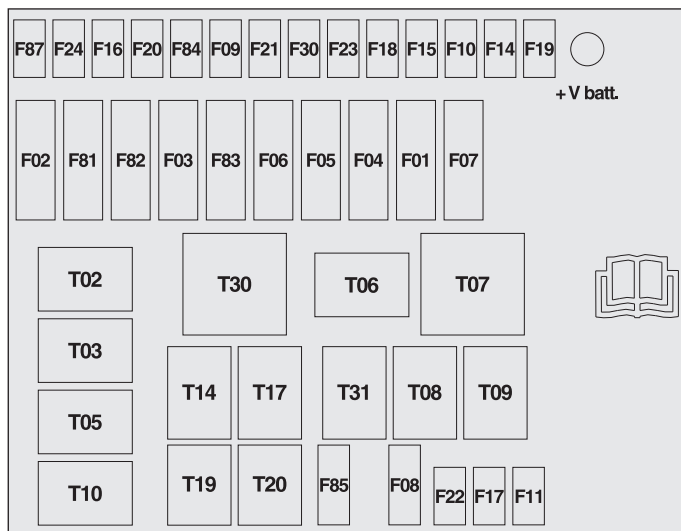 F87 F24 F16 F20 F84 F09 F21 F30 F23 F18 F15 F10 F14 F19
+ V batt.
F02 F81 F82 F03 F83 F06 F05 F04 F01 F07
T02 T30 T06 T07
T03
T14 T17 T31 T08 T09
T05
T10 T19 T20 F85 F08 F22 F17 F11